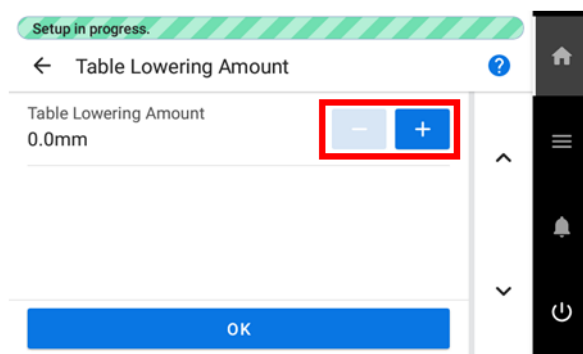 Setup in progress.
← Table Lowering Amount ?
Table Lowering Amount
0.0mm
− +
OK